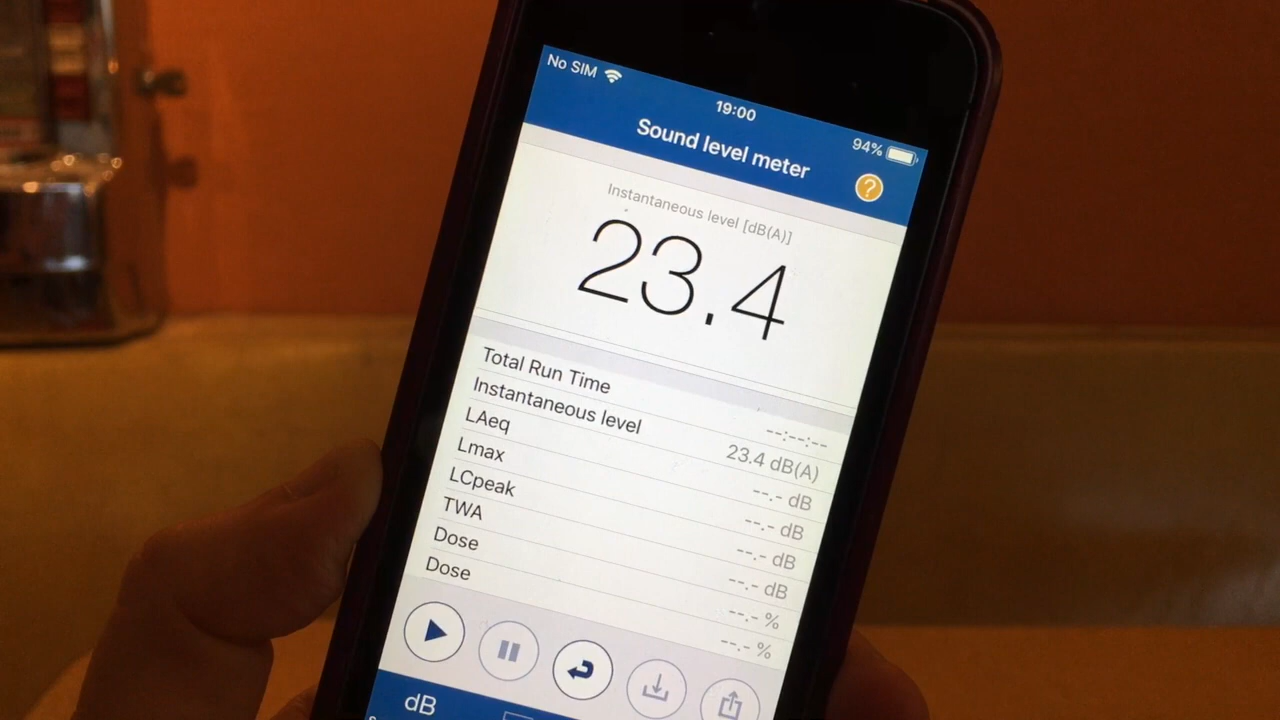 No SIM
19:00
94%
Sound level meter
?
Instantaneous level [dB(A)]
23.4
Total Run Time --:--:--
Instantaneous level 23.4 dB(A)
LAeq --.- dB
Lmax --.- dB
LCpeak --.- dB
TWA --.- dB
Dose --.- %
Dose --.- %
dB